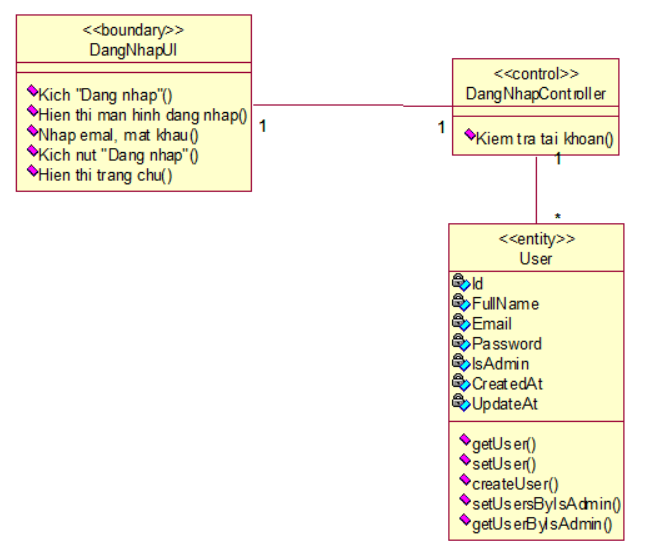 <<boundary>>
DangNhapUI
Kich "Dang nhap"()
Hien thi man hinh dang nhap()
Nhap emal, mat khau()
Kich nut "Dang nhap"()
Hien thi trang chu()
1
1
<<control>>
DangNhapController
Kiem tra tai khoan()
1
*
<<entity>>
User
Id
FullName
Email
Password
IsAdmin
CreatedAt
UpdateAt
getUser()
setUser()
createUser()
setUsersByIsAdmin()
getUserByIsAdmin()